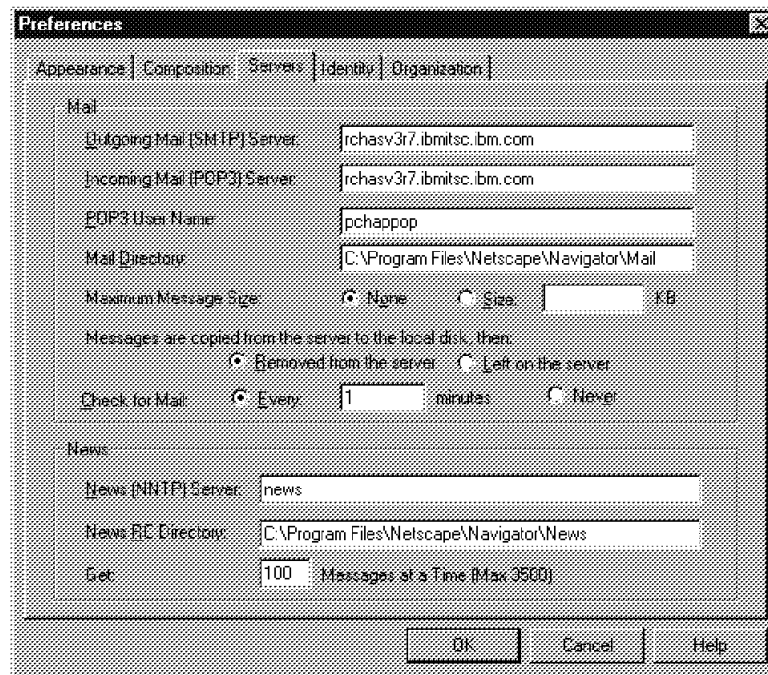 Preferences
Appearance Composition Servers Identity Organization
Mail
Outgoing Mail (SMTP) Server: rchasv3r7.ibmitsc.ibm.com
Incoming Mail (POP3) Server: rchasv3r7.ibmitsc.ibm.com
POP3 User Name: pchappop
Mail Directory: C:\Program Files\Netscape\Navigator\Mail
Maximum Message Size: None Size: KB
Messages are copied from the server to the local disk, then:
Removed from the server Left on the server
Check for Mail: Every: 1 minutes Never
News
News (NNTP) Server: news
News RC Directory: C:\Program Files\Netscape\Navigator\News
Get: 100 Messages at a Time (Max 3500)
OK Cancel Help